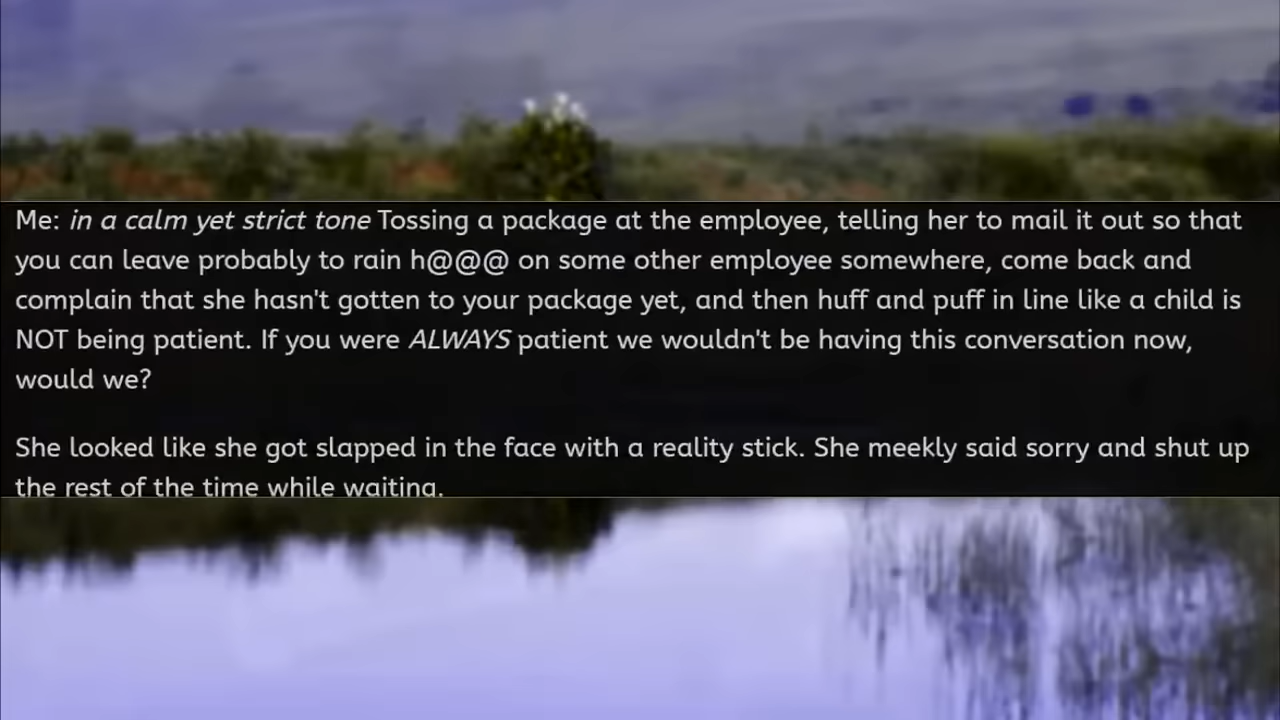 Me: in a calm yet strict tone Tossing a package at the employee, telling her to mail it out so that
you can leave probably to rain h@@@ on some other employee somewhere, come back and
complain that she hasn't gotten to your package yet, and then huff and puff in line like a child is
NOT being patient. If you were ALWAYS patient we wouldn't be having this conversation now,
would we?
She looked like she got slapped in the face with a reality stick. She meekly said sorry and shut up
the rest of the time while waiting.